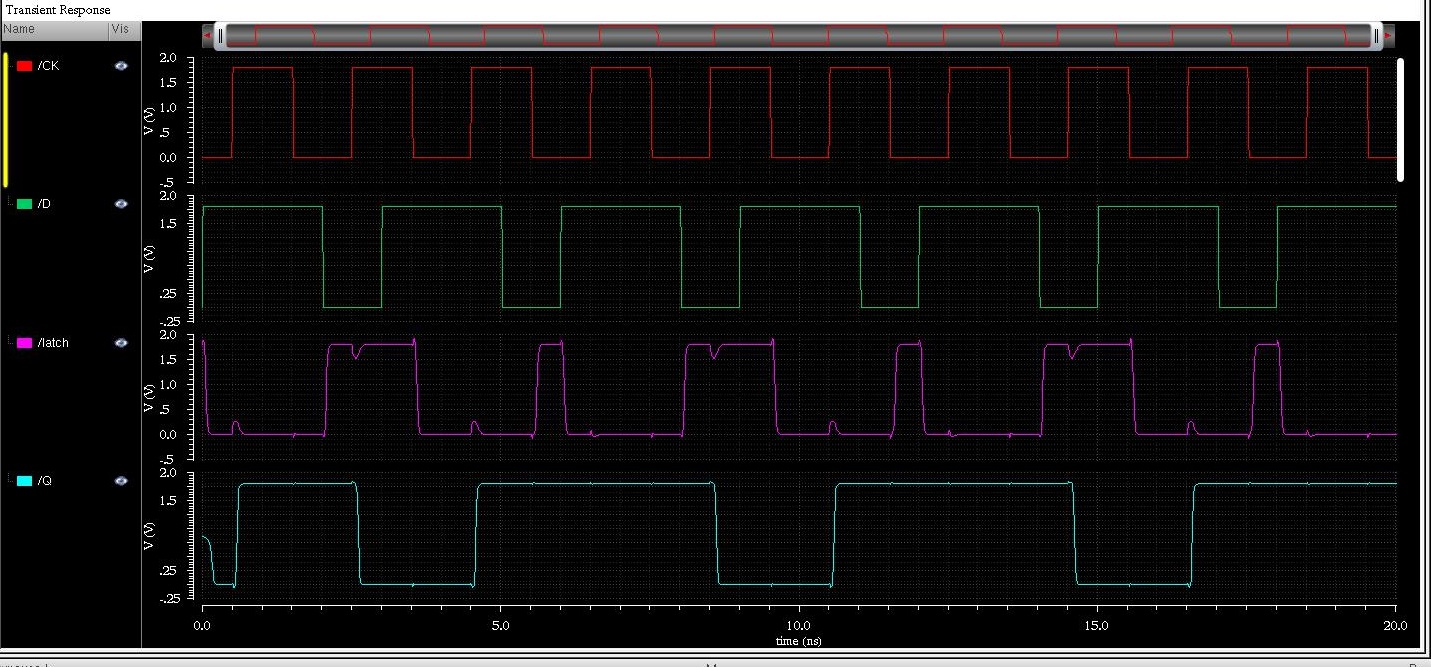 Transient Response
Name Vis
/CK
2.0
1.5
1.0
.5
0.0
-.5
V (V)
/D
2.0
1.5
.25
-.25
V (V)
/latch
2.0
1.5
1.0
.5
0.0
-.5
V (V)
/Q
2.0
1.5
.25
-.25
V (V)
0.0 5.0 10.0 15.0 20.0
time (ns)